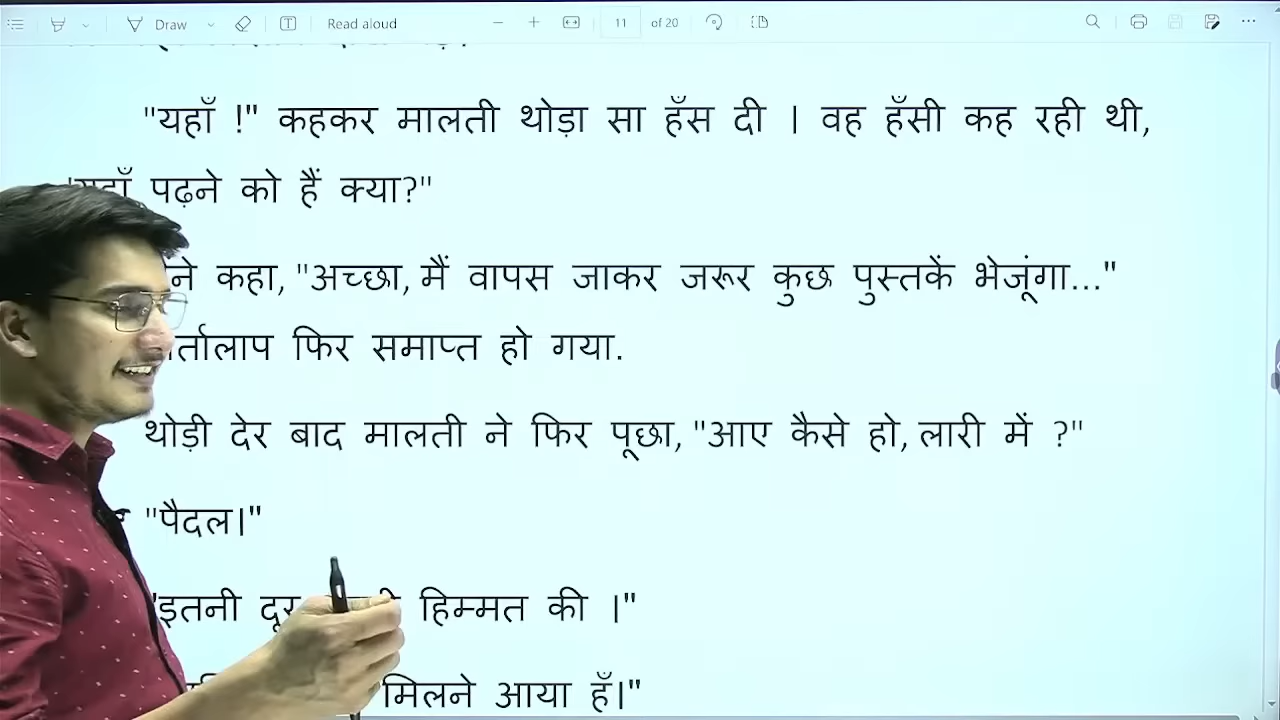 Draw
Read aloud
11 of 20
"यहाँ !" कहकर मालती थोड़ा सा हँस दी । वह हँसी कह रही थी,
पढ़ने को हैं क्या?"
कहा, "अच्छा, मैं वापस जाकर जरूर कुछ पुस्तकें भेजूंगा..."
फिर समाप्त हो गया.
थोड़ी देर बाद मालती ने फिर पूछा, "आए कैसे हो, लारी में ?"
"पैदल।"
"इतनी दूर हिम्मत की ।"
मिलने आया हूँ।"